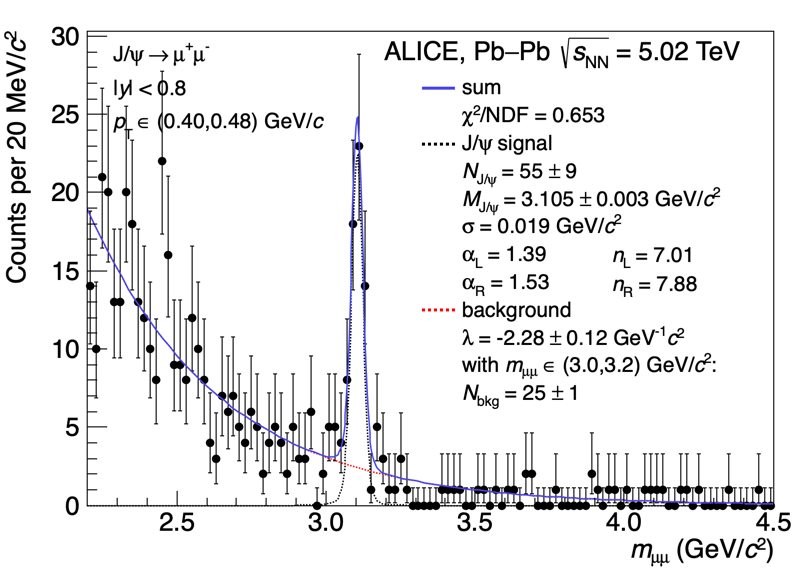 30
25
20
15
10
5
0
Counts per 20 MeV/c²
J/ψ → μ⁺μ⁻
|y| < 0.8
p_T ∈ (0.40,0.48) GeV/c
ALICE, Pb–Pb √s_NN = 5.02 TeV
sum
χ²/NDF = 0.653
J/ψ signal
N_J/ψ = 55 ± 9
M_J/ψ = 3.105 ± 0.003 GeV/c²
σ = 0.019 GeV/c²
α_L = 1.39 n_L = 7.01
α_R = 1.53 n_R = 7.88
background
λ = -2.28 ± 0.12 GeV⁻¹c²
with m_μμ ∈ (3.0,3.2) GeV/c²:
N_bkg = 25 ± 1
2.5 3.0 3.5 4.0 4.5
m_μμ (GeV/c²)